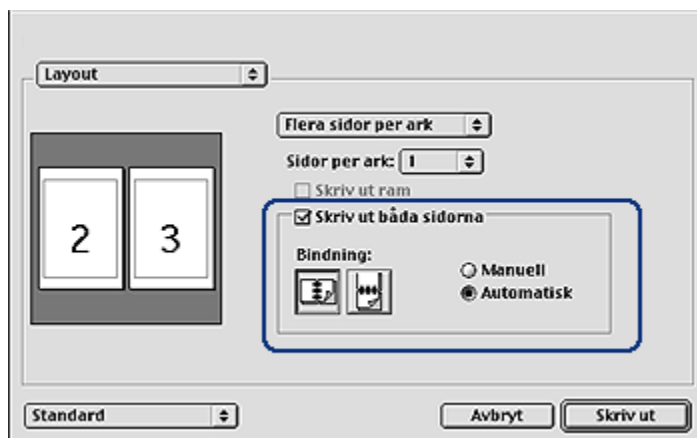 Layout
Flera sidor per ark
Sidor per ark: 1
Skriv ut ram
Skriv ut båda sidorna
2 3
Bindning:
Manuell
Automatisk
Standard
Avbryt Skriv ut